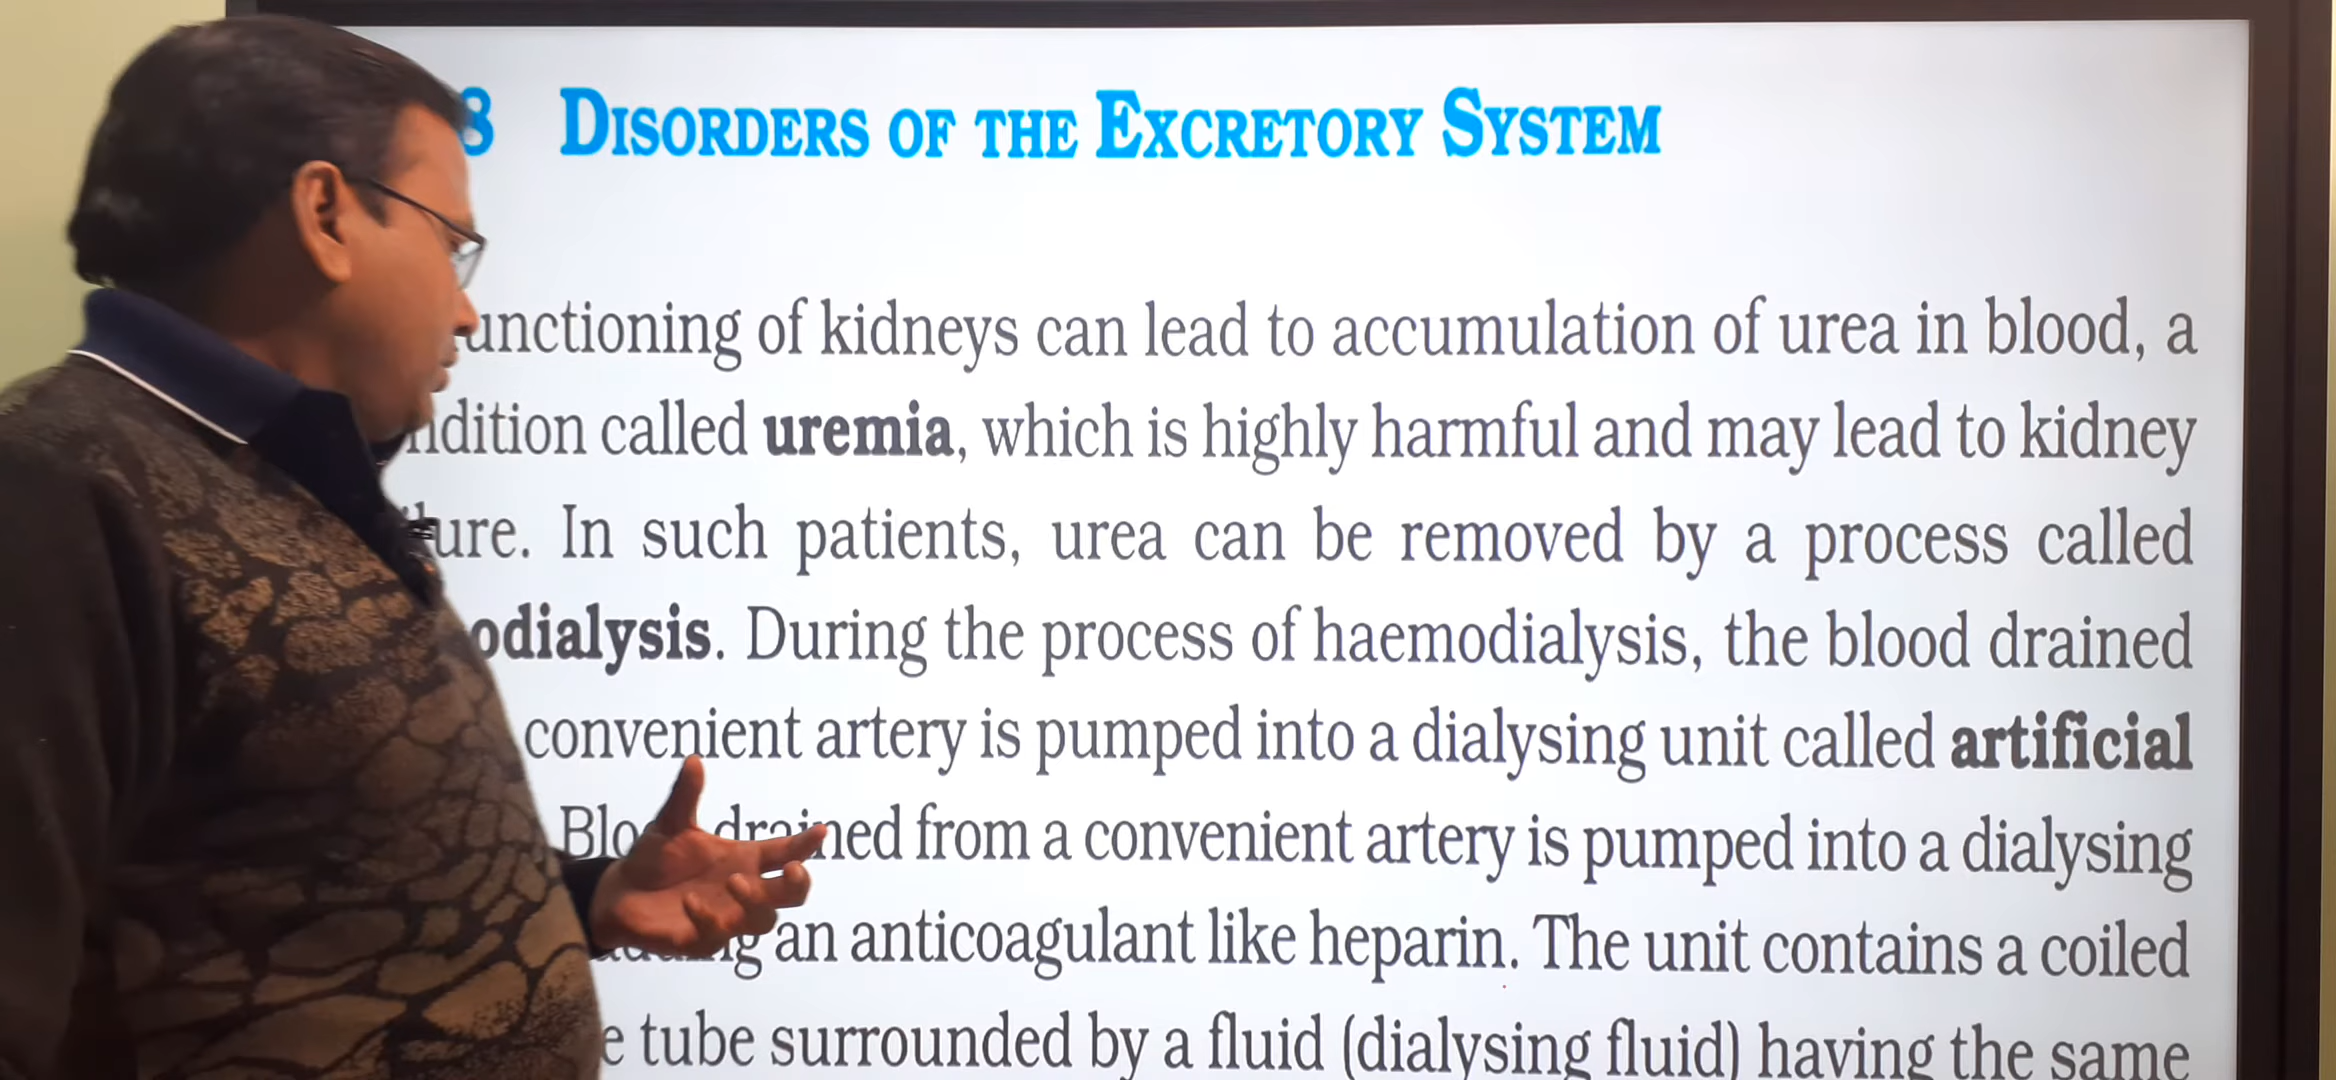 8 DISORDERS OF THE EXCRETORY SYSTEM
unctioning of kidneys can lead to accumulation of urea in blood, a
ndition called uremia, which is highly harmful and may lead to kidney
ure. In such patients, urea can be removed by a process called
odialysis. During the process of haemodialysis, the blood drained
convenient artery is pumped into a dialysing unit called artificial
drained from a convenient artery is pumped into a dialysing
an anticoagulant like heparin. The unit contains a coiled
e tube surrounded by a fluid (dialysing fluid) having the same